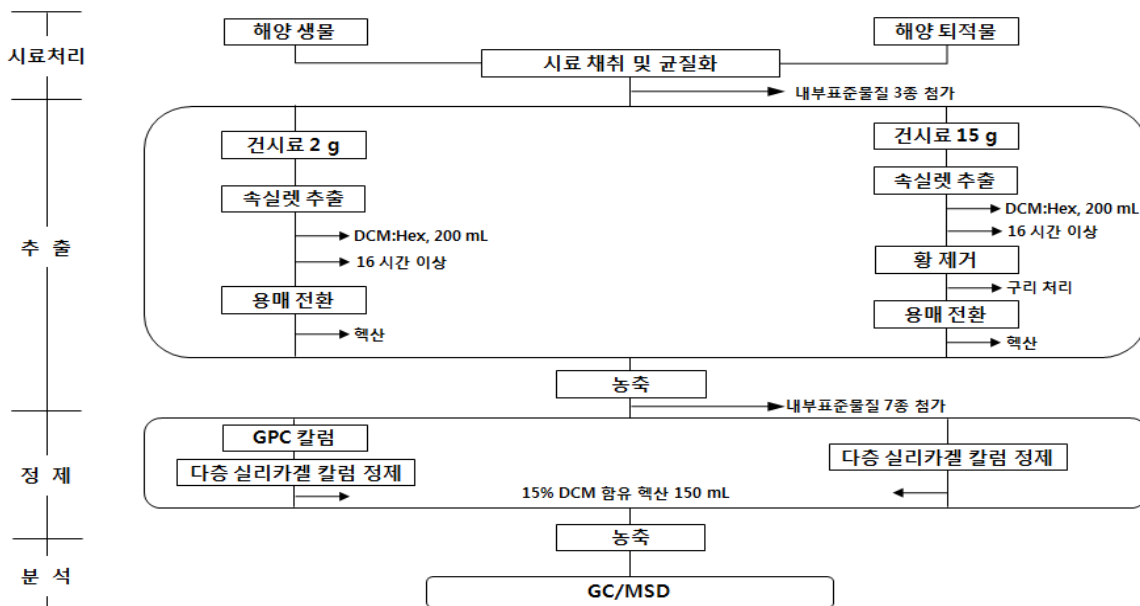 해양 생물
해양 퇴적물
시료처리
시료 채취 및 균질화
내부표준물질 3종 첨가
건시료 2 g
건시료 15 g
속실렛 추출
속실렛 추출
DCM:Hex, 200 mL
DCM:Hex, 200 mL
16 시간 이상
16 시간 이상
추 출
황 제거
구리 처리
용매 전환
용매 전환
헥산
헥산
농축
내부표준물질 7종 첨가
GPC 칼럼
다층 실리카겔 칼럼 정제
다층 실리카겔 칼럼 정제
정 제
15% DCM 함유 헥산 150 mL
농축
분 석
GC/MSD